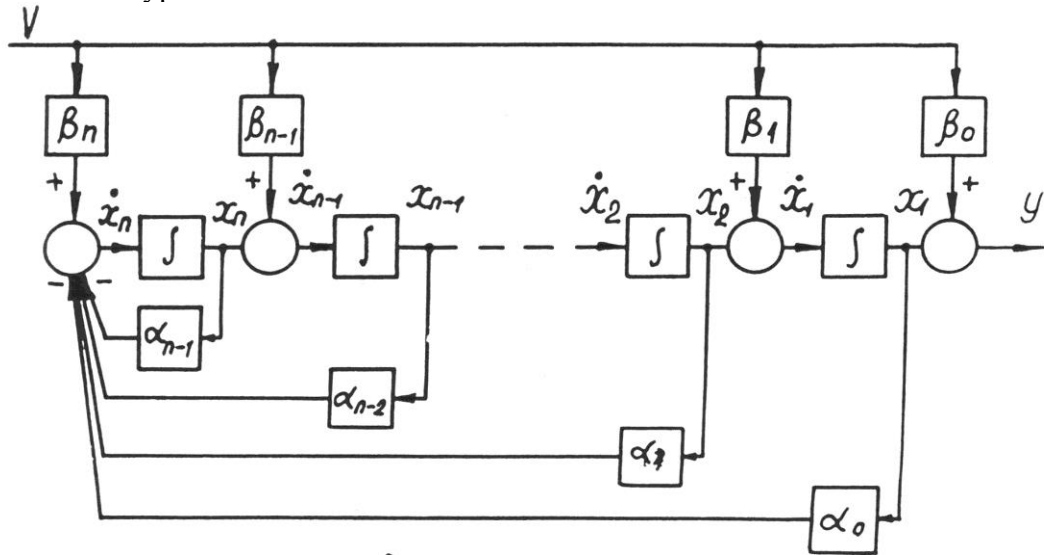 V
βn βn-1 β1 β0
+ + + +
ẋn xn ẋn-1 xn-1 ẋ2 x2 ẋ1 x1 y
∫ ∫ ∫ ∫
- -
αn-1
αn-2
α1
α0